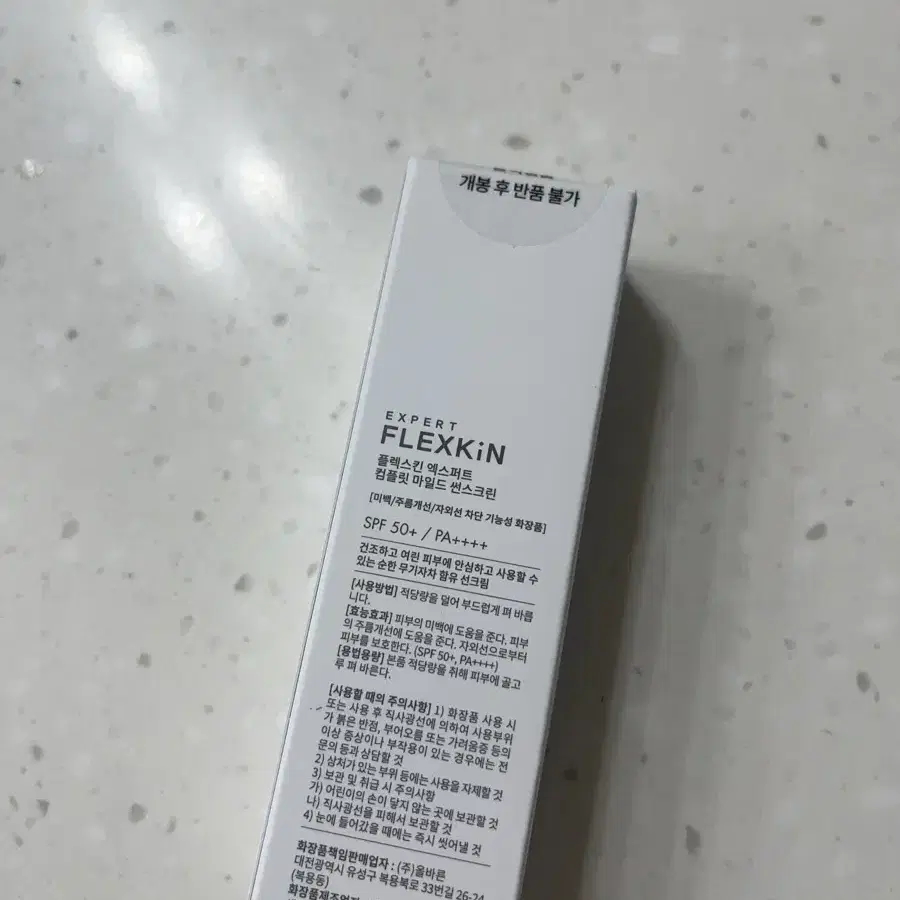 개봉 후 반품 불가
EXPERT
FLEXKiN
플렉스킨 엑스퍼트
컴플릿 마일드 썬스크린
[미백/주름개선/자외선 차단 기능성 화장품]
SPF 50+ / PA++++
건조하고 여린 피부에 안심하고 사용할 수
있는 순한 무기자차 함유 선크림
[사용방법] 적당량을 덜어 부드럽게 펴 바릅
니다.
[효능효과] 피부의 미백에 도움을 준다. 피부
의 주름개선에 도움을 준다. 자외선으로부터
피부를 보호한다. (SPF 50+, PA++++)
[용법용량] 본품 적당량을 취해 피부에 골고
루 펴 바른다.
[사용할 때의 주의사항] 1) 화장품 사용 시
또는 사용 후 직사광선에 의하여 사용부위
가 붉은 반점, 부어오름 또는 가려움증 등의
이상 증상이나 부작용이 있는 경우에는 전
문의 등과 상담할 것
2) 상처가 있는 부위 등에는 사용을 자제할 것
3) 보관 및 취급 시 주의사항
가) 어린이의 손이 닿지 않는 곳에 보관할 것
나) 직사광선을 피해서 보관할 것
4) 눈에 들어갔을 때에는 즉시 씻어낼 것
화장품책임판매업자 : (주)올바른
대전광역시 유성구 복용북로 33번길 26-24
(복용동)